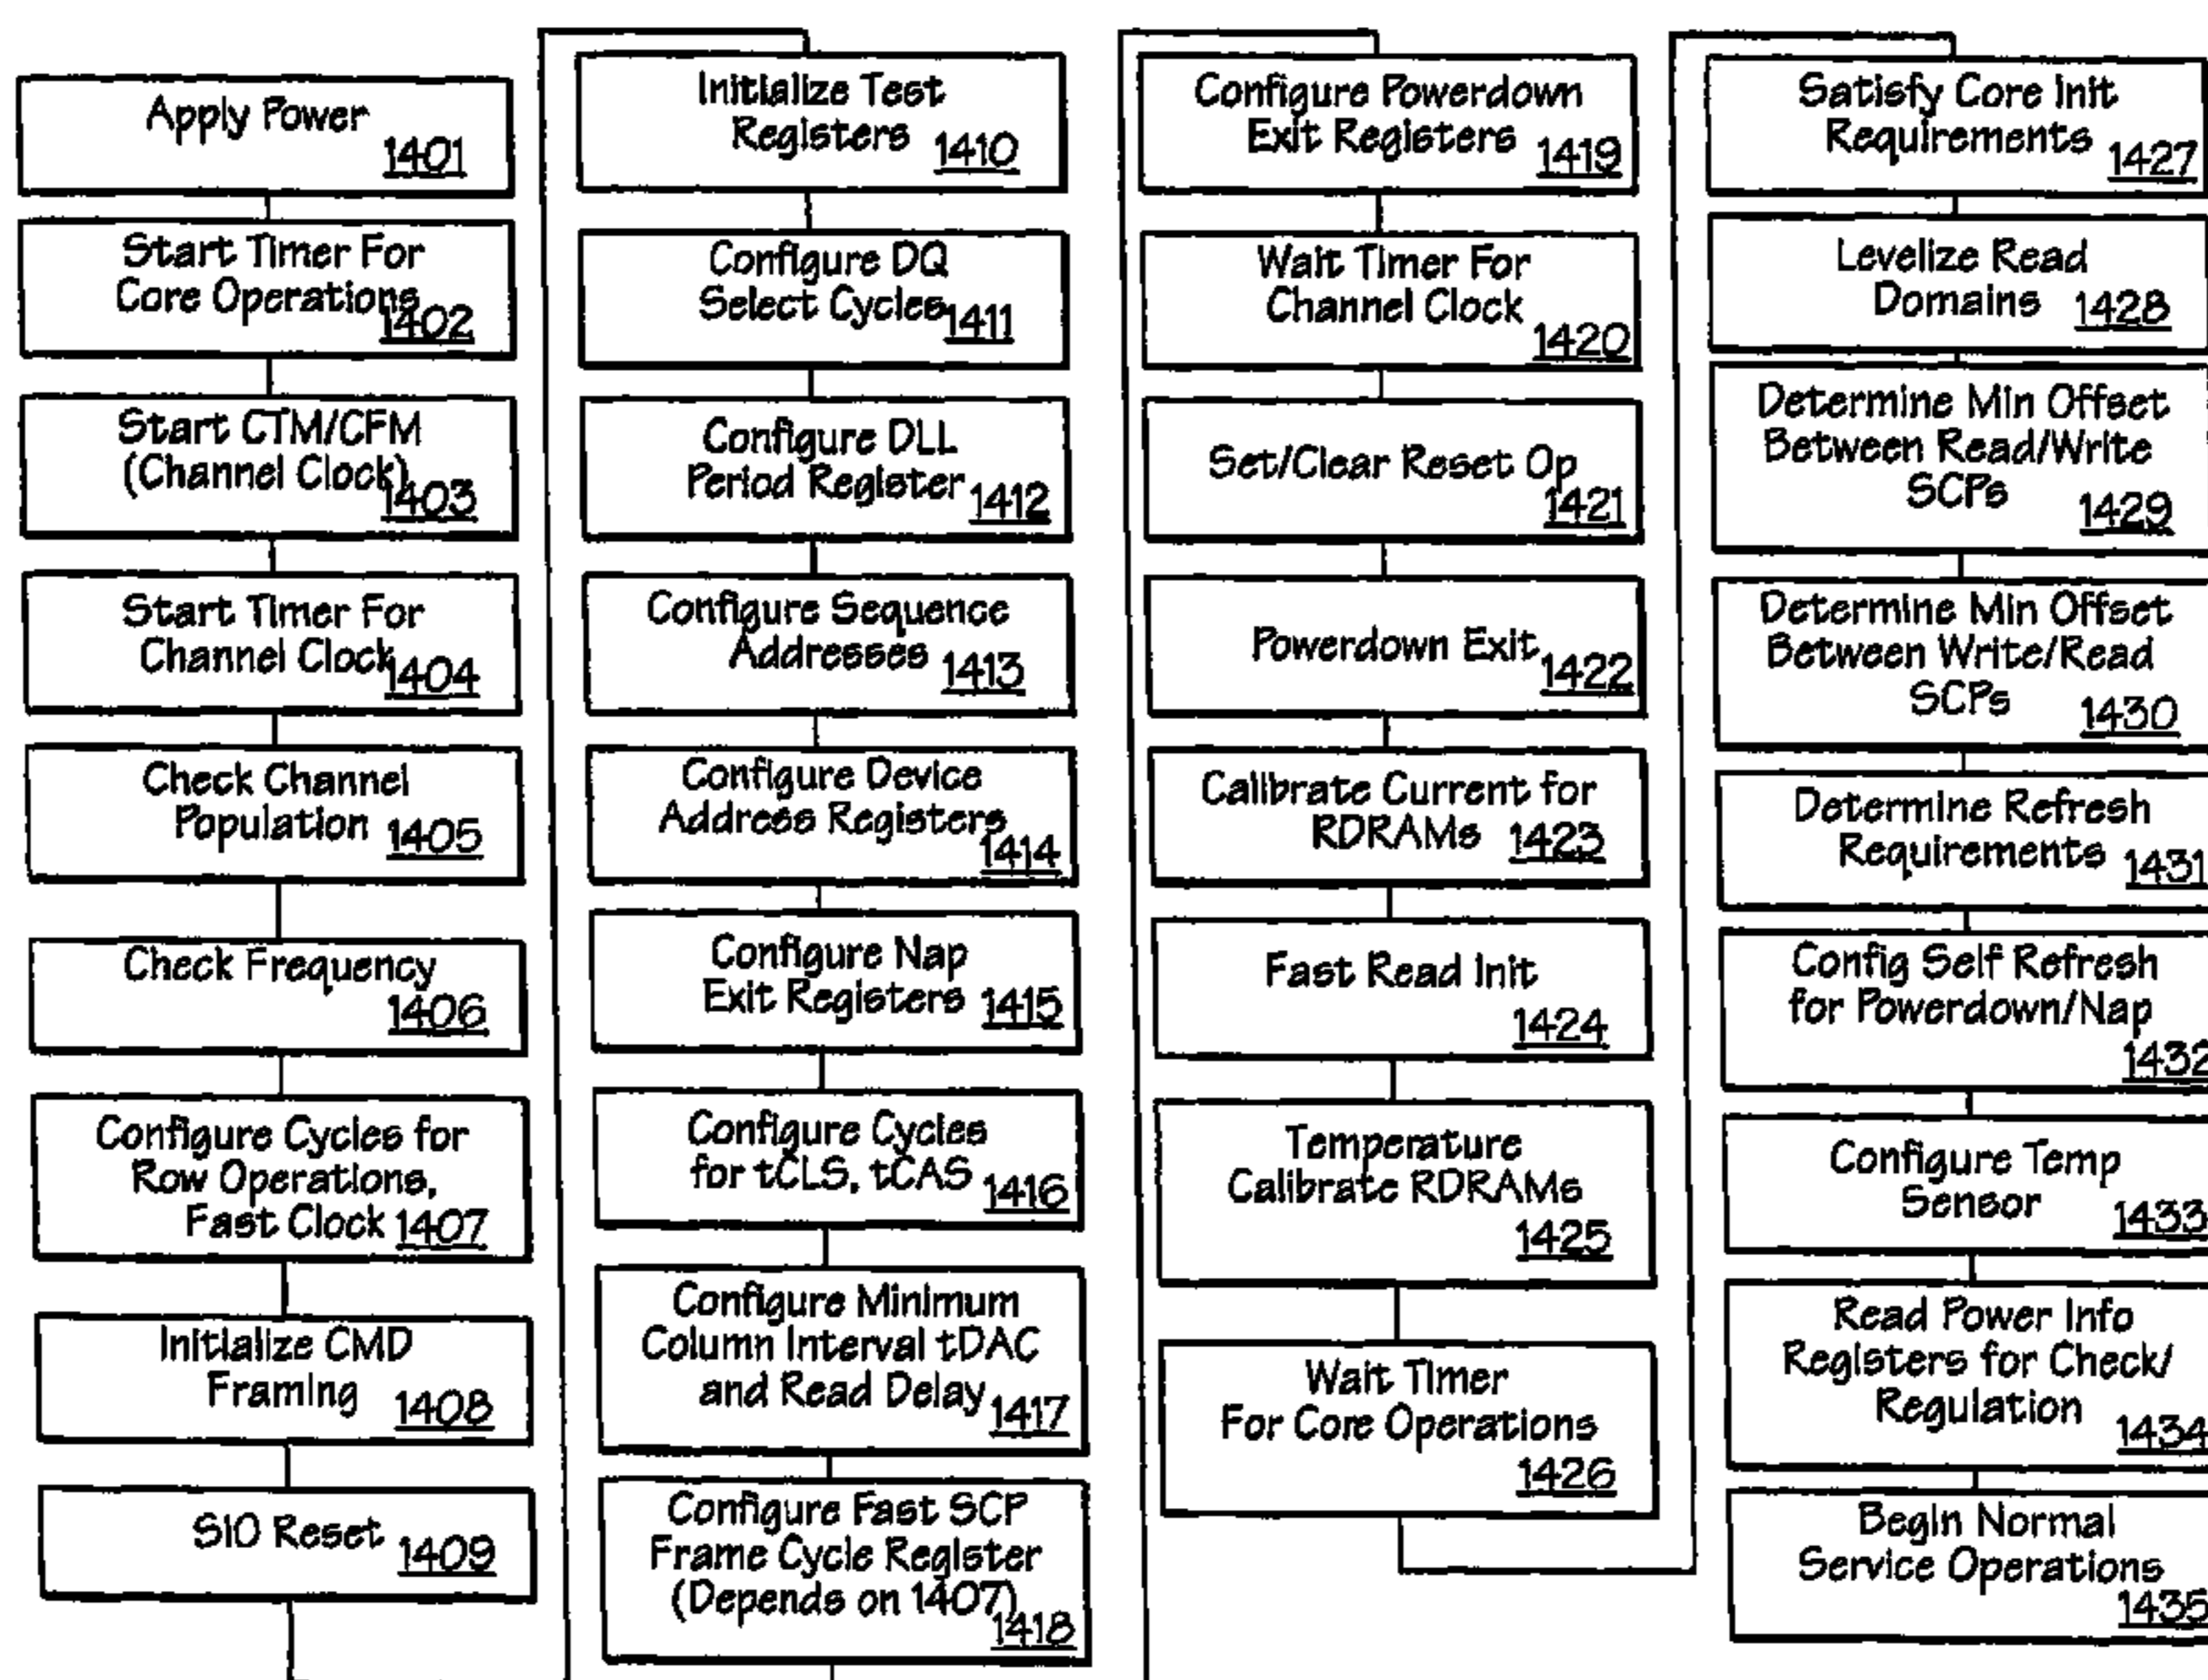 Apply Power
1401
Start Timer For
Core Operations
1402
Start CTM/CFM
(Channel Clock)
1403
Start Timer For
Channel Clock
1404
Check Channel
Population 1405
Check Frequency
1406
Configure Cycles for
Row Operations,
Fast Clock 1407
Initialize CMD
Framing 1408
SIO Reset 1409
Initialize Test
Registers 1410
Configure DQ
Select Cycles 1411
Configure DLL
Period Register 1412
Configure Sequence
Addresses 1413
Configure Device
Address Registers
1414
Configure Nap
Exit Registers 1415
Configure Cycles
for tCLS, tCAS 1416
Configure Minimum
Column Interval tDAC
and Read Delay 1417
Configure Fast SCP
Frame Cycle Register
(Depends on 1407)
1418
Configure Powerdown
Exit Registers 1419
Wait Timer For
Channel Clock
1420
Set/Clear Reset Op
1421
Powerdown Exit
1422
Calibrate Current for
RDRAMs 1423
Fast Read Init
1424
Temperature
Calibrate RDRAMs
1425
Wait Timer
For Core Operations
1426
Satisfy Core Init
Requirements 1427
Levelize Read
Domains 1428
Determine Min Offset
Between Read/Write
SCPs 1429
Determine Min Offset
Between Write/Read
SCPs 1430
Determine Refresh
Requirements 1431
Config Self Refresh
for Powerdown/Nap
1432
Configure Temp
Sensor 1433
Read Power Info
Registers for Check/
Regulation 1434
Begin Normal
Service Operations
1435